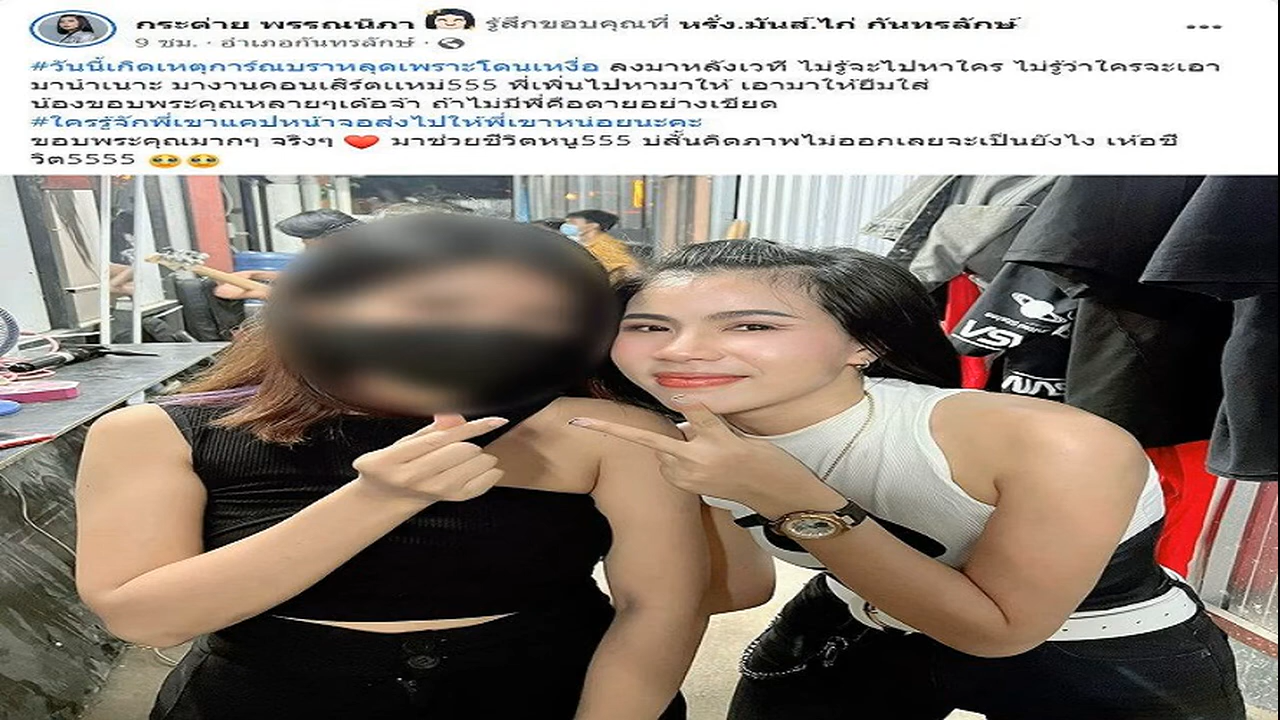 กระต่าย พรรณนิภา รู้สึกขอบคุณที่ หรั่ง.มันส์.ไก่ กันทรลักษ์
9 ชม. · อำเภอกันทรลักษ์ ·
#วันนี้เกิดเหตุการ์ณบราหลุดเพราะโดนเหงื่อ ลงมาหลังเวที ไม่รู้จะไปหาใคร ไม่รู้ว่าใครจะเอา
มานำเนาะ มางานคอนเสิร์ตแหม่555 พี่เพิ่นไปหามาให้ เอามาให้ยืมใส่
น้องขอบพระคุณหลายๆเด้อจ้า ถ้าไม่มีพี่คือตายอย่างเขียด
#ใครรู้จักพี่เขาแคปหน้าจอส่งไปให้พี่เขาหน่อยนะคะ
ขอบพระคุณมากๆ จริงๆ ❤️ มาช่วยชีวิตหนู555 บ่สั้นคิดภาพไม่ออกเลยจะเป็นยังไง เห้อชี
วิต5555 🥹🥹
VSI